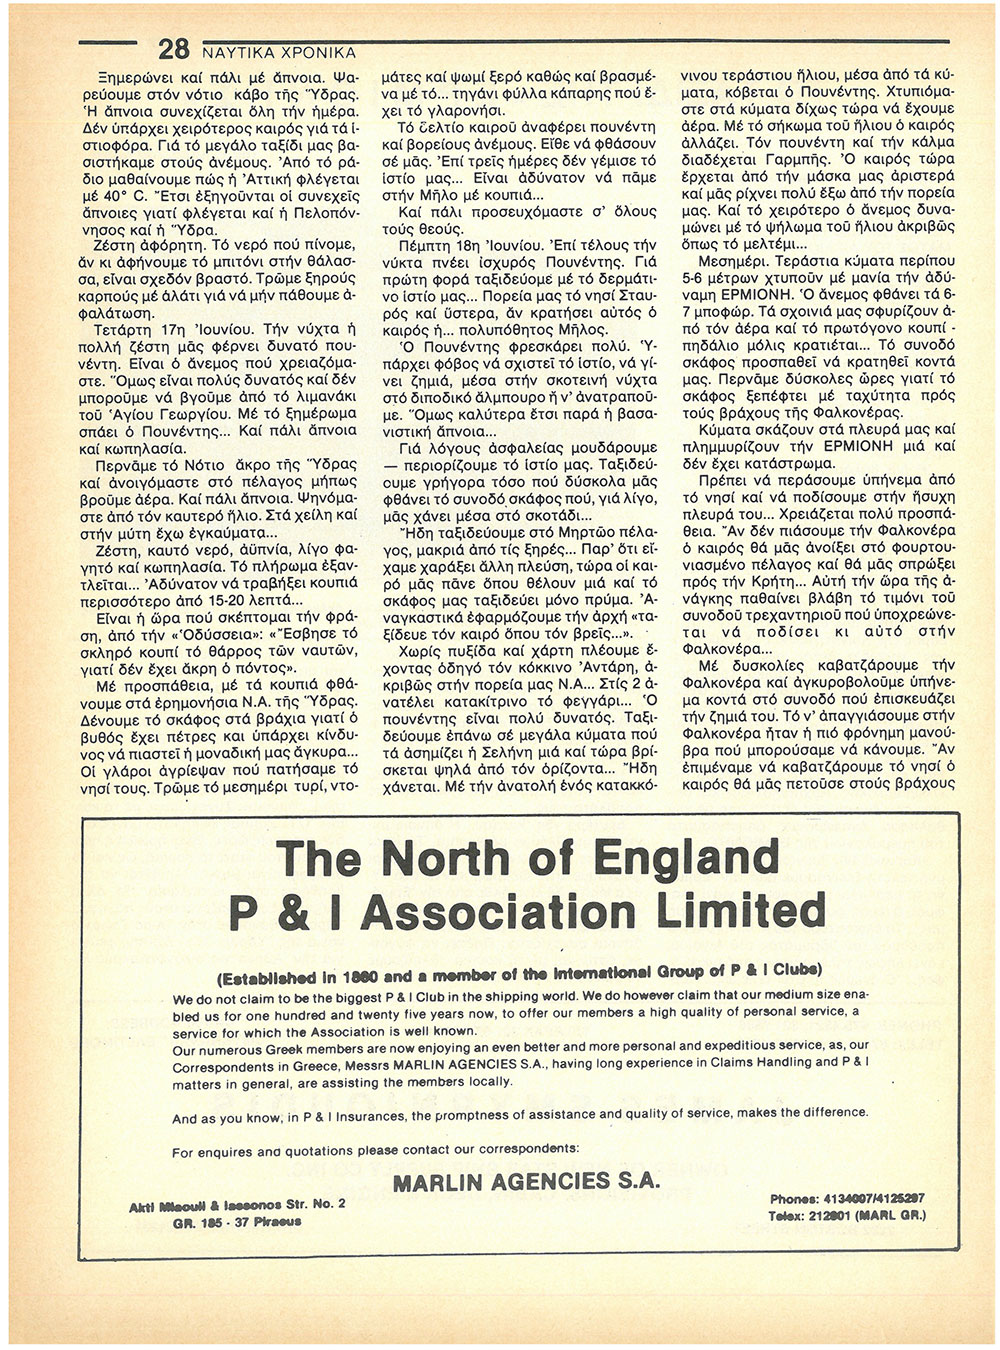 28 ΝΑΥΤΙΚΑ ΧΡΟΝΙΚΑ
Ξημερώνει καί πάλι μέ ἄπνοια. Ψα-
ρεύουμε στόν νότιο κάβο τῆς Ὕδρας.
Ἡ ἄπνοια συνεχίζεται ὅλη τήν ἡμέρα.
Δέν ὑπάρχει χειρότερος καιρός γιά τά ἱ-
στιοφόρα. Γιά τό μεγάλο ταξίδι μας βα-
σιστήκαμε στούς ἀνέμους. Ἀπό τό ρά-
διο μαθαίνουμε πώς ἡ Ἀττική φλέγεται
μέ 40° C. Ἔτσι ἐξηγοῦνται οἱ συνεχεῖς
ἄπνοιες γιατί φλέγεται καί ἡ Πελοπόν-
νησος καί ἡ Ὕδρα.
Ζέστη ἀφόρητη. Τό νερό πού πίνομε,
ἄν κι ἀφήνουμε τό μπιτόνι στήν θάλασ-
σα, εἶναι σχεδόν βραστό. Τρῶμε ξηρούς
καρπούς μέ ἁλάτι γιά νά μήν πάθουμε ἀ-
φαλάτωση.
Τετάρτη 17η Ἰουνίου. Τήν νύχτα ἡ
πολλή ζέστη μᾶς φέρνει δυνατό που-
νέντη. Εἶναι ὁ ἄνεμος πού χρειαζόμα-
στε. Ὅμως εἶναι πολύς δυνατός καί δέν
μποροῦμε νά βγοῦμε ἀπό τό λιμανάκι
τοῦ Ἁγίου Γεωργίου. Μέ τό ξημέρωμα
σπάει ὁ Πουνέντης... Καί πάλι ἄπνοια
καί κωπηλασία.
Περνᾶμε τό Νότιο ἄκρο τῆς Ὕδρας
καί ἀνοιγόμαστε στό πέλαγος μήπως
βροῦμε ἀέρα. Καί πάλι ἄπνοια. Ψηνόμα-
στε ἀπό τόν καυτερό ἥλιο. Στά χείλη καί
στήν μύτη ἔχω ἐγκαύματα...
Ζέστη, καυτό νερό, ἀϋπνία, λίγο φα-
γητό καί κωπηλασία. Τό πλήρωμα ἐξαν-
τλεῖται... Ἀδύνατον νά τραβήξει κουπιά
περισσότερο ἀπό 15-20 λεπτά...
Εἶναι ἡ ὥρα πού σκέπτομαι τήν φρά-
ση, ἀπό τήν «Ὀδύσσεια»: «Ἔσβησε τό
σκληρό κουπί τό θάρρος τῶν ναυτῶν,
γιατί δέν ἔχει ἄκρη ὁ πόντος».
Μέ προσπάθεια, μέ τά κουπιά φθά-
νουμε στά ἐρημονήσια Ν.Α. τῆς Ὕδρας.
Δένουμε τό σκάφος στά βράχια γιατί ὁ
βυθός ἔχει πέτρες καί ὑπάρχει κίνδυ-
νος νά πιαστεῖ ἡ μοναδική μας ἄγκυρα...
Οἱ γλάροι ἀγρίεψαν πού πατήσαμε τό
νησί τους. Τρῶμε τό μεσημέρι τυρί, ντο-
μάτες καί ψωμί ξερό καθώς καί βρασμέ-
να μέ τό... τηγάνι φύλλα κάπαρης πού ἔ-
χει τό γλαρονήσι.
Τό δελτίο καιροῦ ἀναφέρει πουνέντη
καί βορείους ἀνέμους. Εἴθε νά φθάσουν
σέ μᾶς. Ἐπί τρεῖς ἡμέρες δέν γέμισε τό
ἱστίο μας... Εἶναι ἀδύνατον νά πᾶμε
στήν Μῆλο μέ κουπιά...
Καί πάλι προσευχόμαστε σ' ὅλους
τούς θεούς.
Πέμπτη 18η Ἰουνίου. Ἐπί τέλους τήν
νύκτα πνέει ἰσχυρός Πουνέντης. Γιά
πρώτη φορά ταξιδεύομε μέ τό δερμάτι-
νο ἱστίο μας... Πορεία μας τό νησί Σταυ-
ρός καί ὕστερα, ἄν κρατήσει αὐτός ὁ
καιρός ἡ... πολυπόθητος Μῆλος.
Ὁ Πουνέντης φρεσκάρει πολύ. Ὑ-
πάρχει φόβος νά σχιστεῖ τό ἱστίο, νά γί-
νει ζημιά, μέσα στήν σκοτεινή νύχτα
στό διποδικό ἄλμπουρο ἤ ν' ἀνατραποῦ-
με. Ὅμως καλύτερα ἔτσι παρά ἡ βασα-
νιστική ἄπνοια...
Γιά λόγους ἀσφαλείας μουδάρουμε
— περιορίζουμε τό ἱστίο μας. Ταξιδεύ-
ουμε γρήγορα τόσο πού δύσκολα μᾶς
φθάνει τό συνοδό σκάφος πού, γιά λίγο,
μᾶς χάνει μέσα στό σκοτάδι...
Ἤδη ταξιδεύουμε στό Μηρτῶο πέλα-
γος, μακριά ἀπό τίς ξηρές... Παρ' ὅτι εἴ-
χαμε χαράξει ἄλλη πλεύση, τώρα οἱ και-
ρό μᾶς πᾶνε ὅπου θέλουν μιά καί τό
σκάφος μας ταξιδεύει μόνο πρύμα. Ἀ-
ναγκαστικά ἐφαρμόζουμε τήν ἀρχή «τα-
ξίδευε τόν καιρό ὅπου τόν βρεῖς...».
Χωρίς πυξίδα καί χάρτη πλέουμε ἔ-
χοντας ὁδηγό τόν κόκκινο Ἀντάρη, ἀ-
κριβῶς στήν πορεία μας Ν.Α... Στίς 2 ἀ-
νατέλει κατακίτρινο τό φεγγάρι... Ὁ
πουνέντης εἶναι πολύ δυνατός. Ταξι-
δεύουμε ἐπάνω σέ μεγάλα κύματα πού
τά ἀσημίζει ἡ Σελήνη μιά καί τώρα βρί-
σκεται ψηλά ἀπό τόν ὁρίζοντα... Ἤδη
χάνεται. Μέ τήν ἀνατολή ἑνός κατακκό-
νινου τεράστιου ἥλιου, μέσα ἀπό τά κύ-
ματα, κόβεται ὁ Πουνέντης. Χτυπιόμα-
στε στά κύματα δίχως τώρα νά ἔχουμε
ἀέρα. Μέ τό σήκωμα τοῦ ἥλιου ὁ καιρός
ἀλλάζει. Τόν πουνέντη καί τήν κάλμα
διαδέχεται Γαρμπῆς. Ὁ καιρός τώρα
ἔρχεται ἀπό τήν μάσκα μας ἀριστερά
καί μᾶς ρίχνει πολύ ἔξω ἀπό τήν πορεία
μας. Καί τό χειρότερο ὁ ἄνεμος δυνα-
μώνει μέ τό ψήλωμα τοῦ ἥλιου ἀκριβῶς
ὅπως τό μελτέμι...
Μεσημέρι. Τεράστια κύματα περίπου
5-6 μέτρων χτυποῦν μέ μανία τήν ἀδύ-
ναμη ΕΡΜΙΟΝΗ. Ὁ ἄνεμος φθάνει τά 6-
7 μποφώρ. Τά σχοινιά μας σφυρίζουν ἀ-
πό τόν ἀέρα καί τό πρωτόγονο κουπί -
πηδάλιο μόλις κρατιέται... Τό συνοδό
σκάφος προσπαθεῖ νά κρατηθεῖ κοντά
μας. Περνᾶμε δύσκολες ὧρες γιατί τό
σκάφος ξεπέφτει μέ ταχύτητα πρός
τούς βράχους τῆς Φαλκονέρας.
Κύματα σκάζουν στά πλευρά μας καί
πλημμυρίζουν τήν ΕΡΜΙΟΝΗ μιά καί
δέν ἔχει κατάστρωμα.
Πρέπει νά περάσουμε ὑπήνεμα ἀπό
τό νησί καί νά ποδίσουμε στήν ἥσυχη
πλευρά του... Χρειάζεται πολύ προσπά-
θεια. Ἄν δέν πιάσουμε τήν Φαλκονέρα
ὁ καιρός θά μᾶς ἀνοίξει στό φουρτου-
νιασμένο πέλαγος καί θά μᾶς σπρώξει
πρός τήν Κρήτη... Αὐτή τήν ὥρα τῆς ἀ-
νάγκης παθαίνει βλάβη τό τιμόνι τοῦ
συνοδοῦ τρεχαντηριοῦ πού ὑποχρεώνε-
ται νά ποδίσει κι αὐτό στήν
Φαλκονέρα...
Μέ δυσκολίες καβατζάρουμε τήν
Φαλκονέρα καί ἀγκυροβολοῦμε ὑπήνε-
μα κοντά στό συνοδό πού ἐπισκευάζει
τήν ζημιά του. Τό ν' ἀπαγγιάσουμε στήν
Φαλκονέρα ἦταν ἡ πιό φρόνημη μανού-
βρα πού μπορούσαμε νά κάνουμε. Ἄν
ἐπιμέναμε νά καβατζάρουμε τό νησί ὁ
καιρός θά μᾶς πετοῦσε στούς βράχους
The North of England
P & I Association Limited
(Established in 1860 and a member of the International Group of P & I Clubs)
We do not claim to be the biggest P & I Club in the shipping world. We do however claim that our medium size ena-
bled us for one hundred and twenty five years now, to offer our members a high quality of personal service, a
service for which the Association is well known.
Our numerous Greek members are now enjoying an even better and more personal and expeditious service, as, our
Correspondents in Greece, Messrs MARLIN AGENCIES S.A., having long experience in Claims Handling and P & I
matters in general, are assisting the members locally.
And as you know, in P & I Insurances, the promptness of assistance and quality of service, makes the difference.
For enquires and quotations please contact our correspondents:
MARLIN AGENCIES S.A.
Akti Miaouli & Iassonos Str. No. 2
GR. 185 - 37 Piraeus
Phones: 4134007/4125297
Telex: 212801 (MARL GR.)